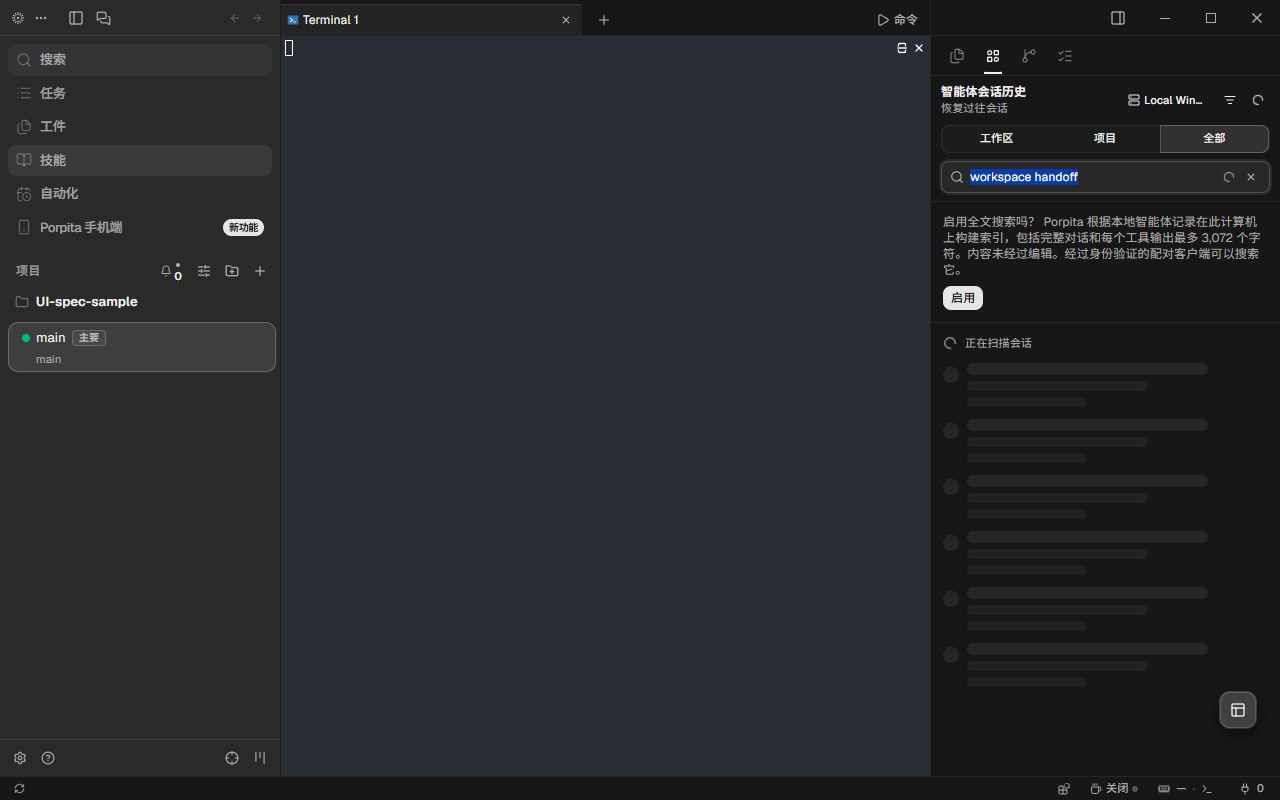 Terminal 1
命令
搜索
任务
工件
技能
自动化
Porpita 手机端
新功能
项目
0
UI-spec-sample
main 主要
main
智能体会话历史
恢复过往会话
Local Win...
工作区
项目
全部
workspace handoff
启用全文搜索吗？ Porpita 根据本地智能体记录在此计算机
上构建索引，包括完整对话和每个工具输出最多 3,072 个字
符。内容未经过编辑。经过身份验证的配对客户端可以搜索
它。
启用
正在扫描会话
关闭
— ·
0